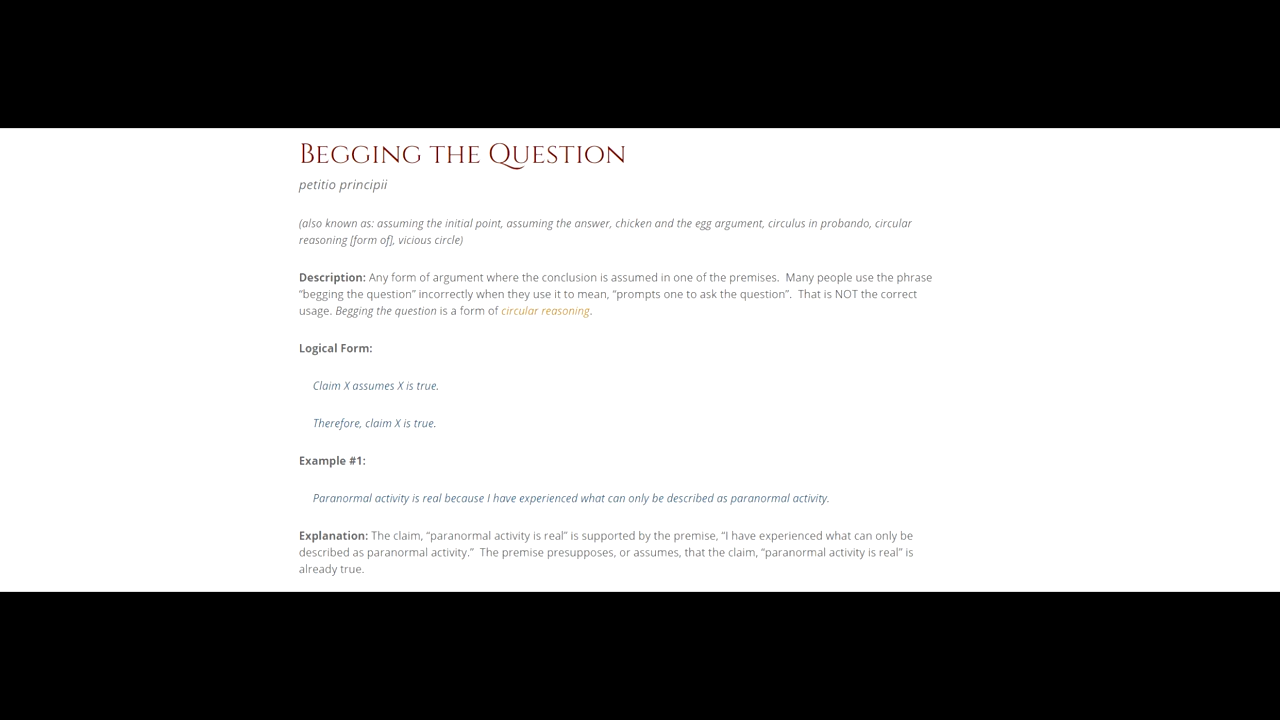 BEGGING THE QUESTION
petitio principii
(also known as: assuming the initial point, assuming the answer, chicken and the egg argument, circulus in probando, circular
reasoning [form of], vicious circle)
Description: Any form of argument where the conclusion is assumed in one of the premises.  Many people use the phrase
“begging the question” incorrectly when they use it to mean, “prompts one to ask the question”.  That is NOT the correct
usage. Begging the question is a form of circular reasoning.
Logical Form:
Claim X assumes X is true.
Therefore, claim X is true.
Example #1:
Paranormal activity is real because I have experienced what can only be described as paranormal activity.
Explanation: The claim, “paranormal activity is real” is supported by the premise, “I have experienced what can only be
described as paranormal activity.”  The premise presupposes, or assumes, that the claim, “paranormal activity is real” is
already true.